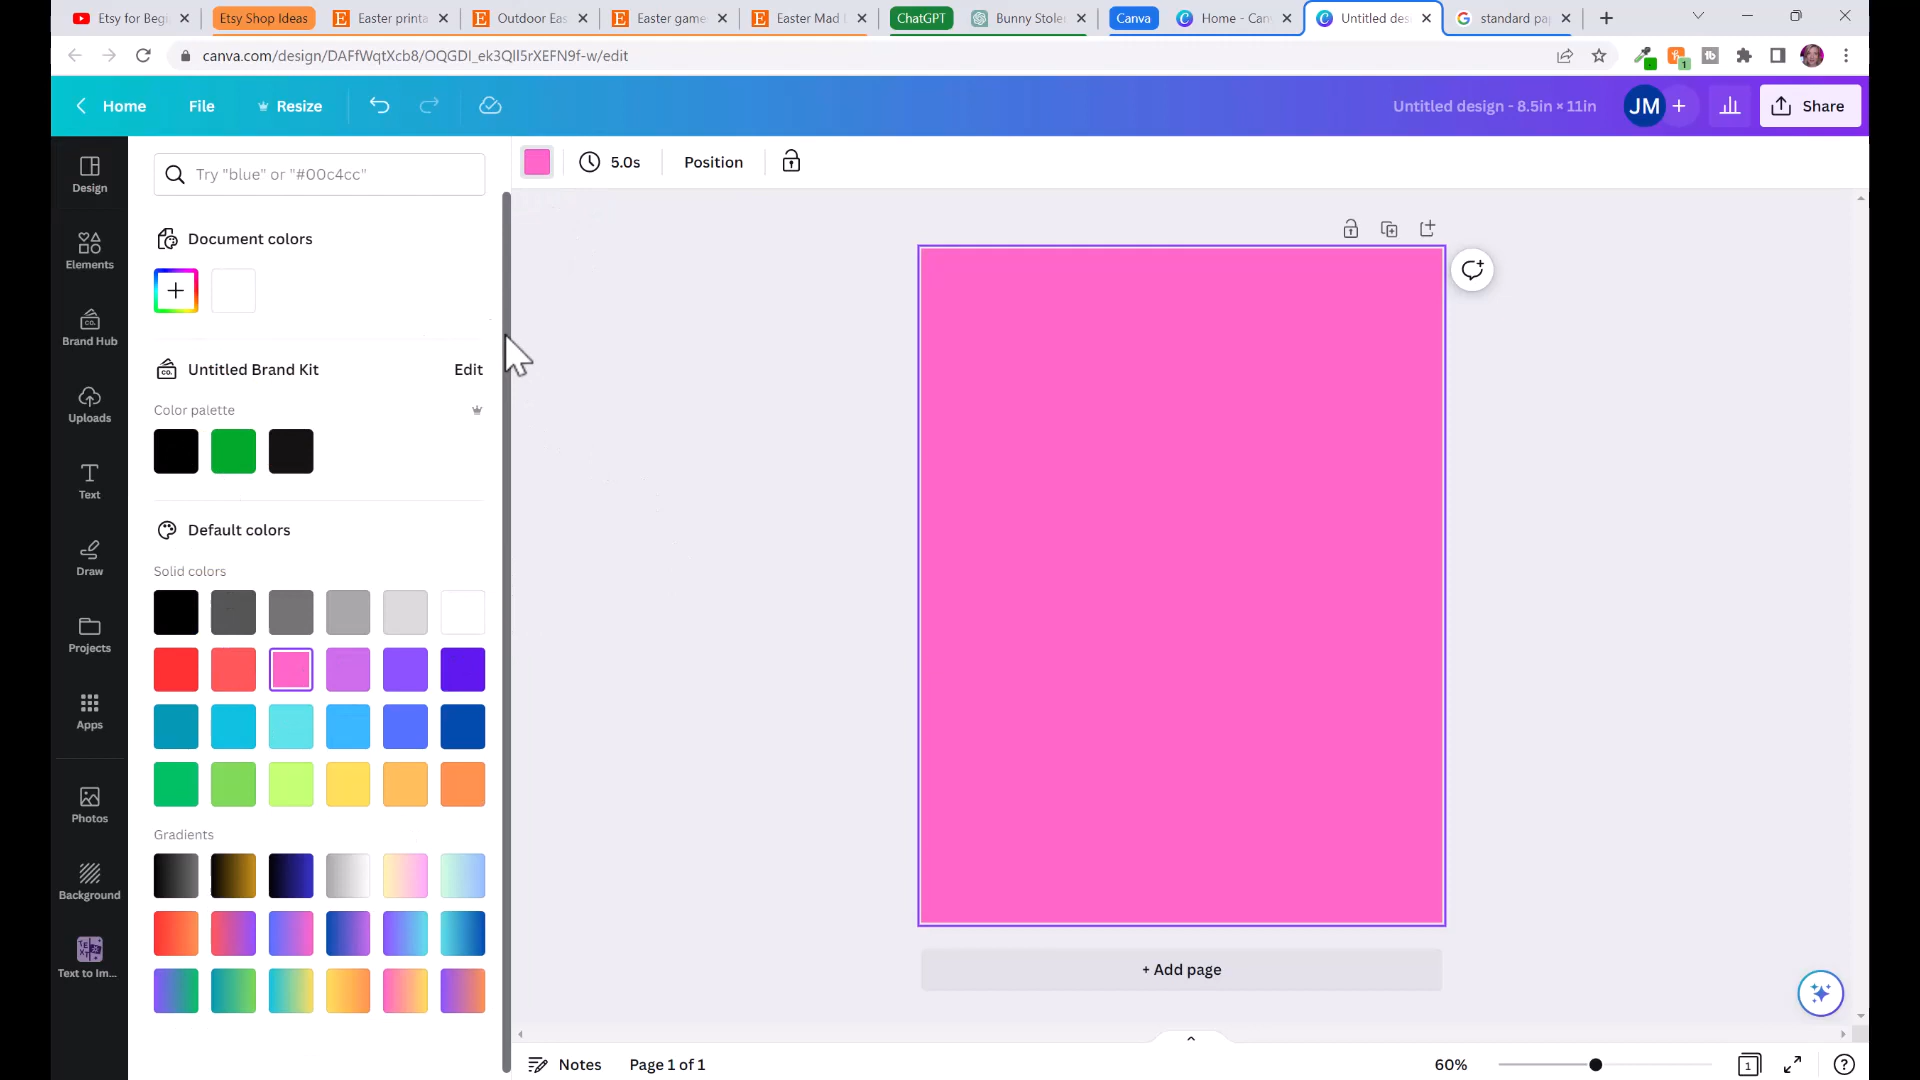 Etsy for Begi
Etsy Shop Ideas
Easter printa
Outdoor Eas
Easter game
Easter Mad
ChatGPT
Bunny Stole
Canva
Home - Can
Untitled des
standard pa
canva.com/design/DAFfWqtXcb8/OQGDI_ek3Qll5rXEFN9f-w/edit
Home
File
Resize
Untitled design - 8.5in × 11in
JM
Share
Design
Elements
Brand Hub
Uploads
Text
Draw
Projects
Apps
Photos
Background
Text to Im...
Try "blue" or "#00c4cc"
Document colors
Untitled Brand Kit
Edit
Color palette
Default colors
Solid colors
Gradients
5.0s
Position
+ Add page
Notes
Page 1 of 1
60%
1